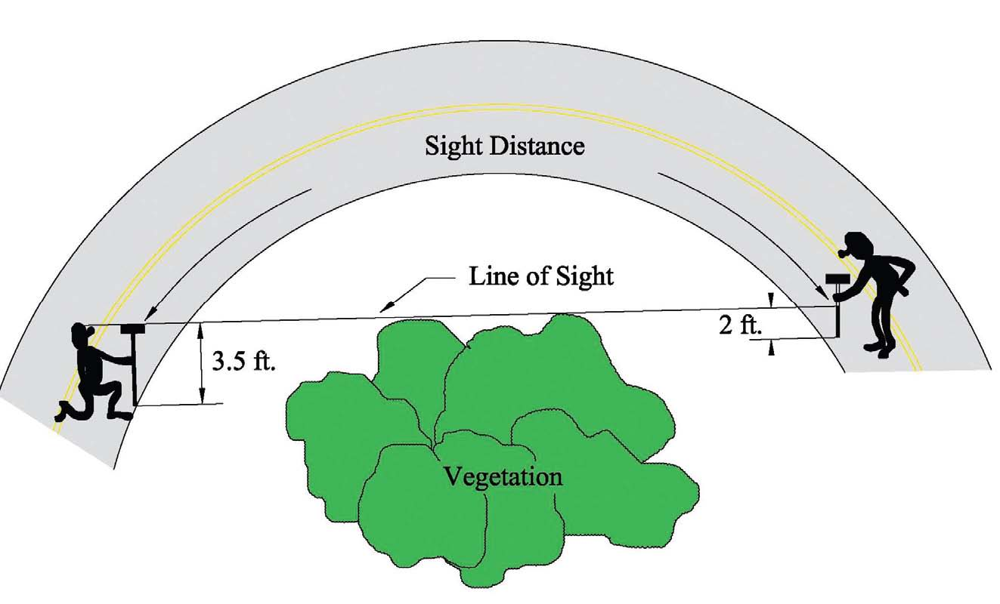 Sight Distance
Line of Sight
2 ft.
3.5 ft.
Vegetation